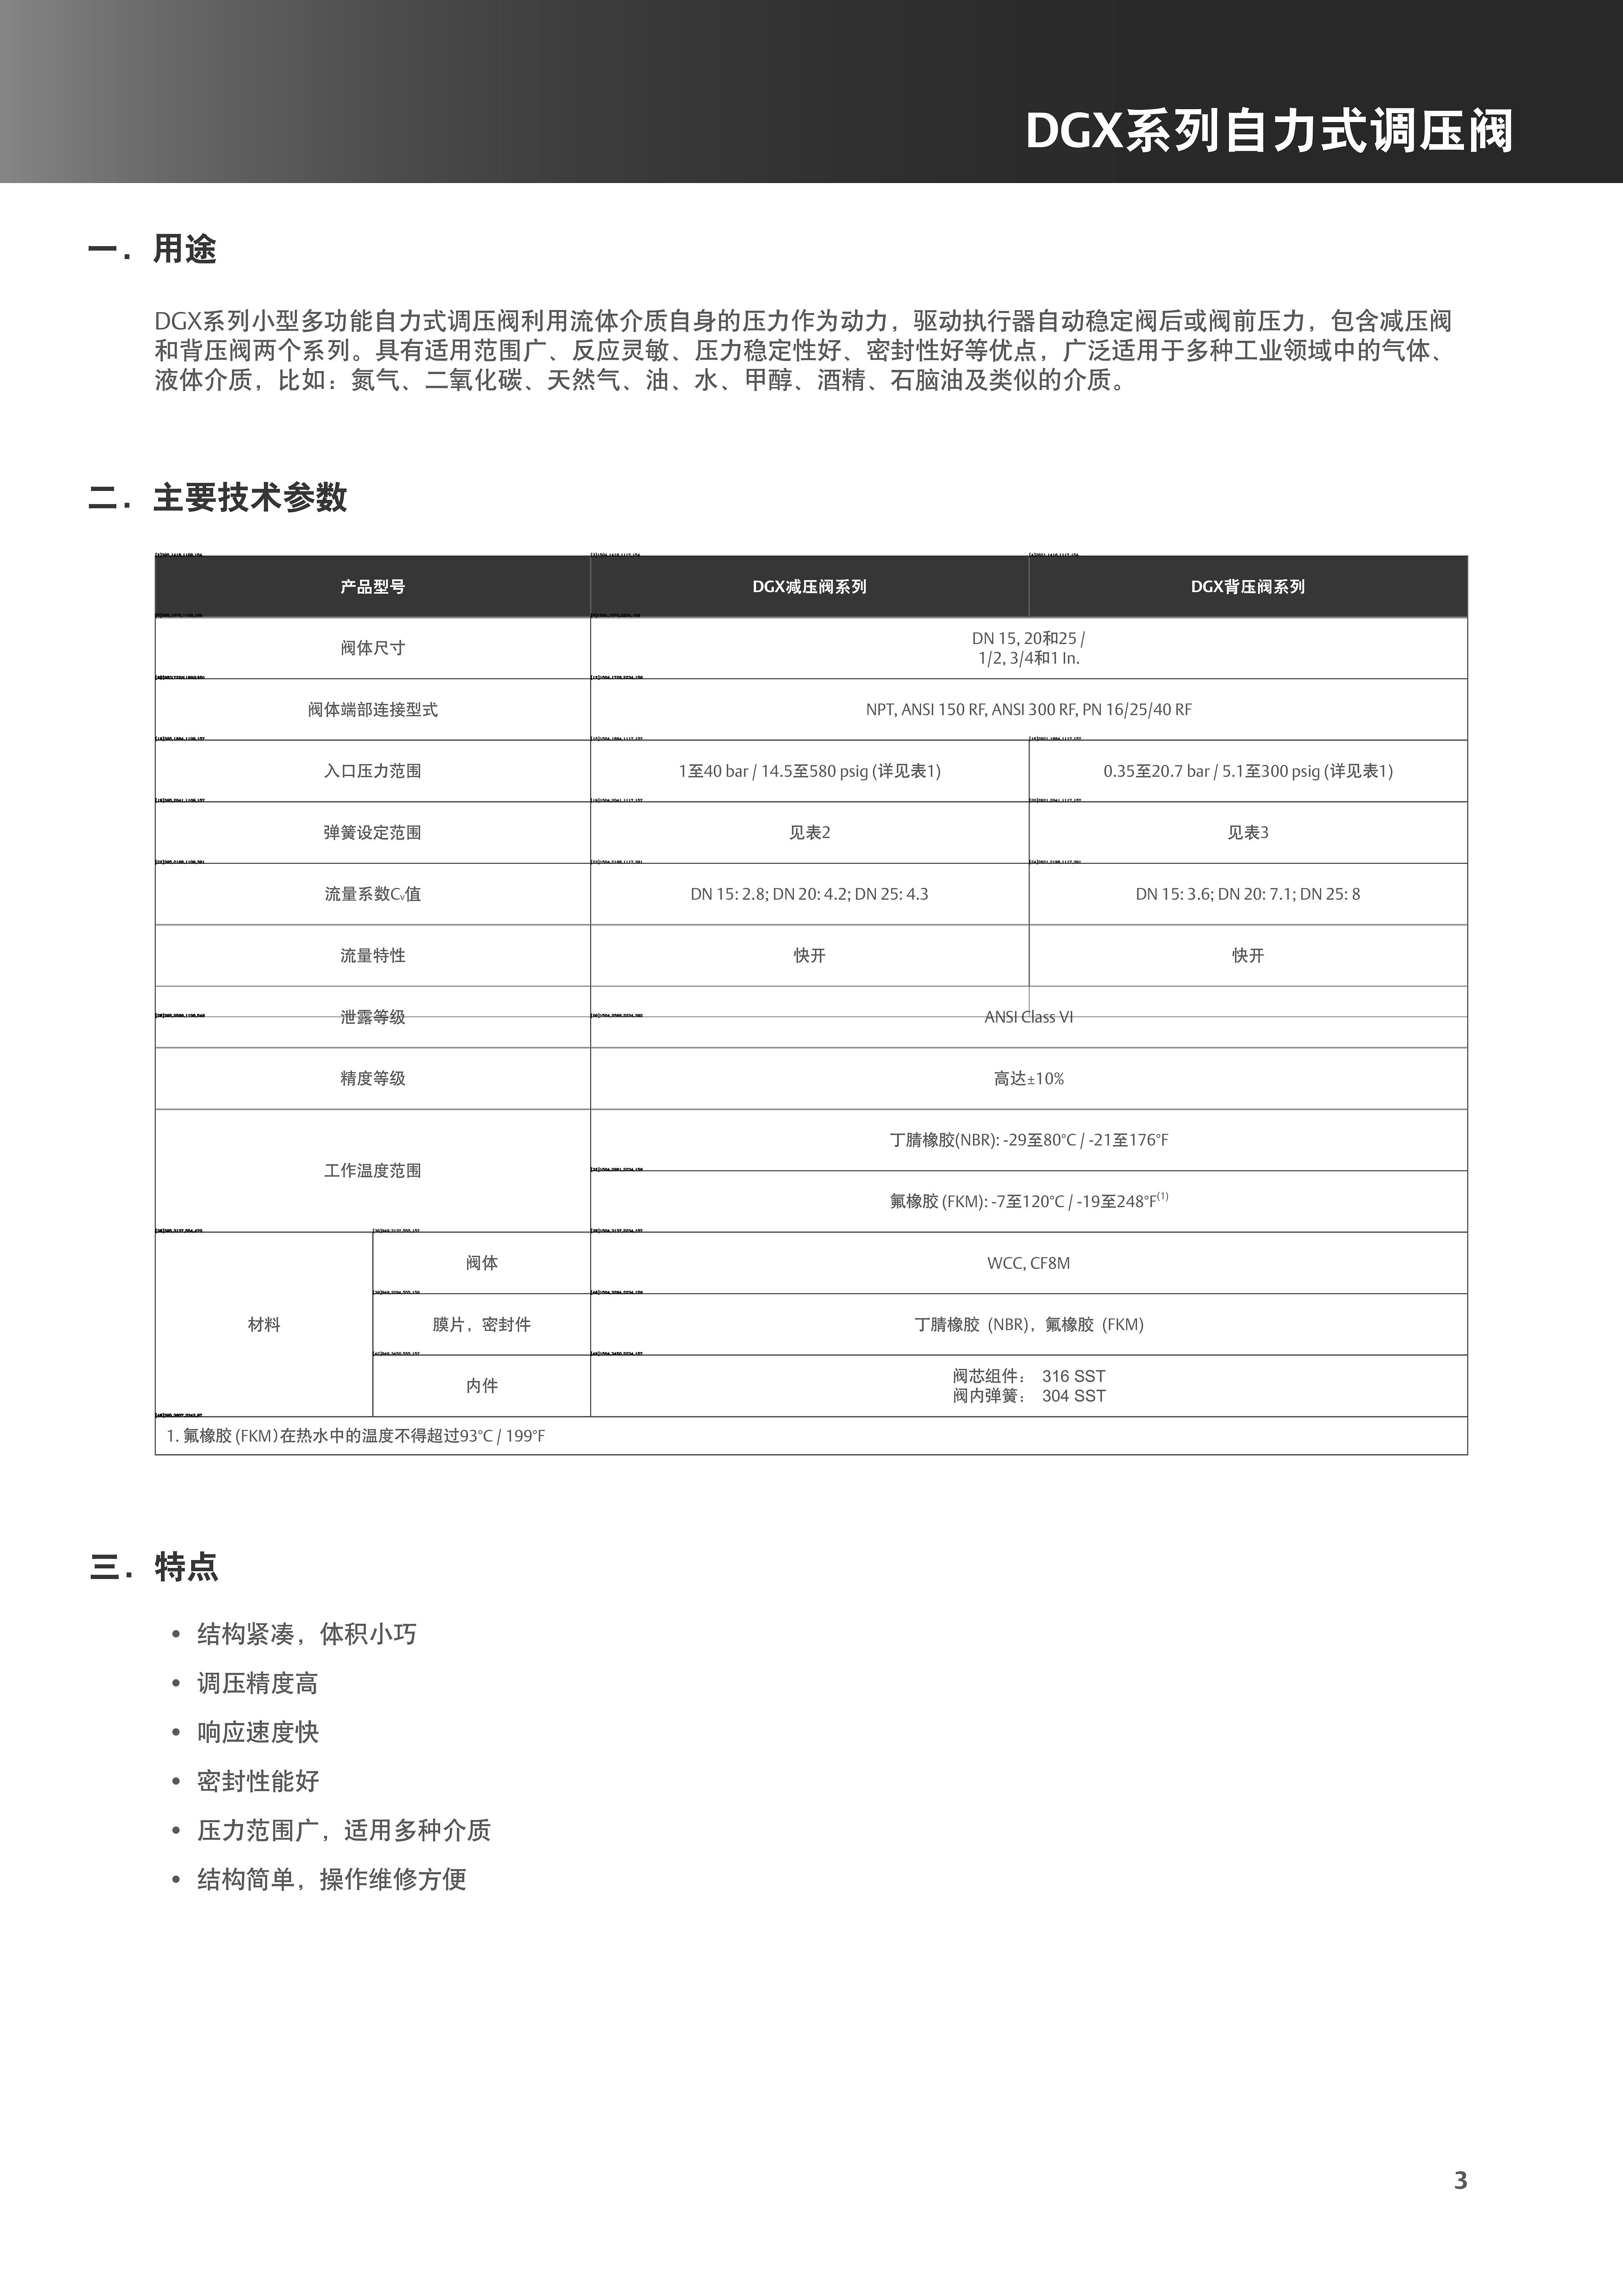 DGX系列自力式调压阀
一. 用途
DGX系列小型多功能自力式调压阀利用流体介质自身的压力作为动力，驱动执行器自动稳定阀后或阀前压力，包含减压阀
和背压阀两个系列。具有适用范围广、反应灵敏、压力稳定性好、密封性好等优点，广泛适用于多种工业领域中的气体、
液体介质，比如：氮气、二氧化碳、天然气、油、水、甲醇、酒精、石脑油及类似的介质。
二. 主要技术参数
产品型号 DGX减压阀系列 DGX背压阀系列
阀体尺寸 DN 15, 20和25 /
1/2, 3/4和1 In.
阀体端部连接型式 NPT, ANSI 150 RF, ANSI 300 RF, PN 16/25/40 RF
入口压力范围 1至40 bar / 14.5至580 psig (详见表1) 0.35至20.7 bar / 5.1至300 psig (详见表1)
弹簧设定范围 见表2 见表3
流量系数Cv值 DN 15: 2.8; DN 20: 4.2; DN 25: 4.3 DN 15: 3.6; DN 20: 7.1; DN 25: 8
流量特性 快开 快开
泄露等级 ANSI Class VI
精度等级 高达±10%
工作温度范围 丁腈橡胶(NBR): -29至80°C / -21至176°F
氟橡胶 (FKM): -7至120°C / -19至248°F(1)
材料 阀体 WCC, CF8M
膜片，密封件 丁腈橡胶 (NBR)，氟橡胶 (FKM)
内件 阀芯组件： 316 SST
阀内弹簧： 304 SST
1. 氟橡胶 (FKM)在热水中的温度不得超过93°C / 199°F
三. 特点
• 结构紧凑，体积小巧
• 调压精度高
• 响应速度快
• 密封性能好
• 压力范围广，适用多种介质
• 结构简单，操作维修方便
3